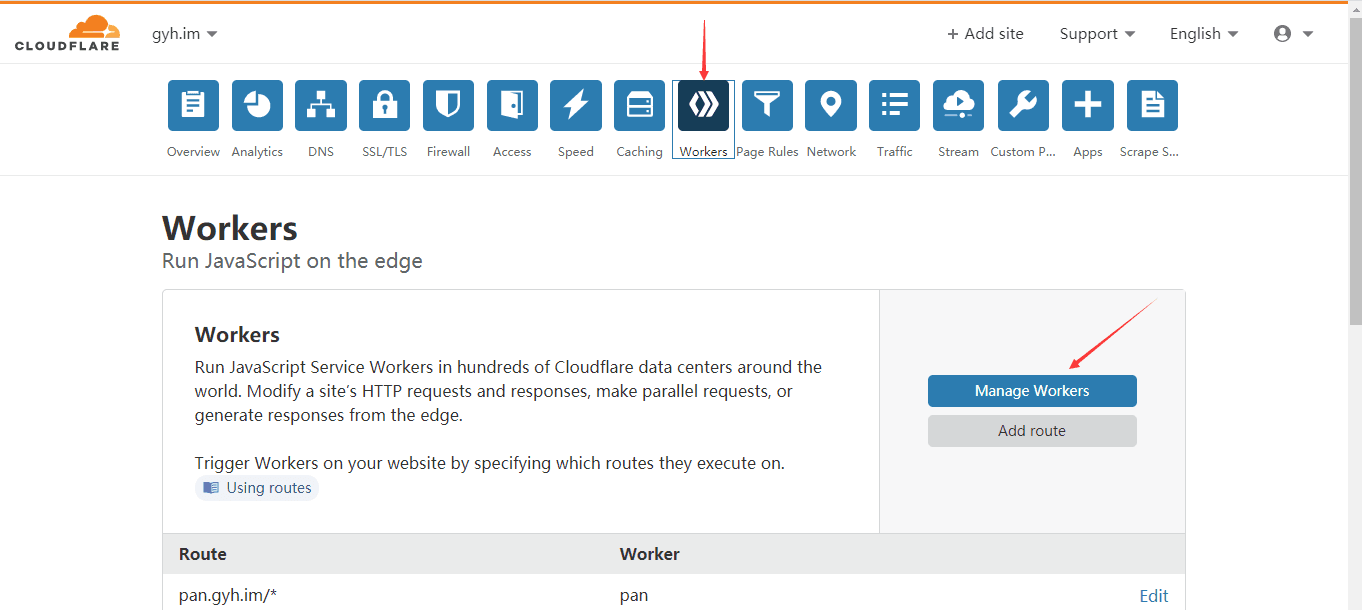 CLOUDFLARE
gyh.im
+ Add site
Support
English
Overview
Analytics
DNS
SSL/TLS
Firewall
Access
Speed
Caching
Workers
Page Rules
Network
Traffic
Stream
Custom P...
Apps
Scrape S...
Workers
Run JavaScript on the edge
Workers
Run JavaScript Service Workers in hundreds of Cloudflare data centers around the
world. Modify a site’s HTTP requests and responses, make parallel requests, or
generate responses from the edge.
Trigger Workers on your website by specifying which routes they execute on.
Using routes
Manage Workers
Add route
Route Worker
pan.gyh.im/* pan Edit